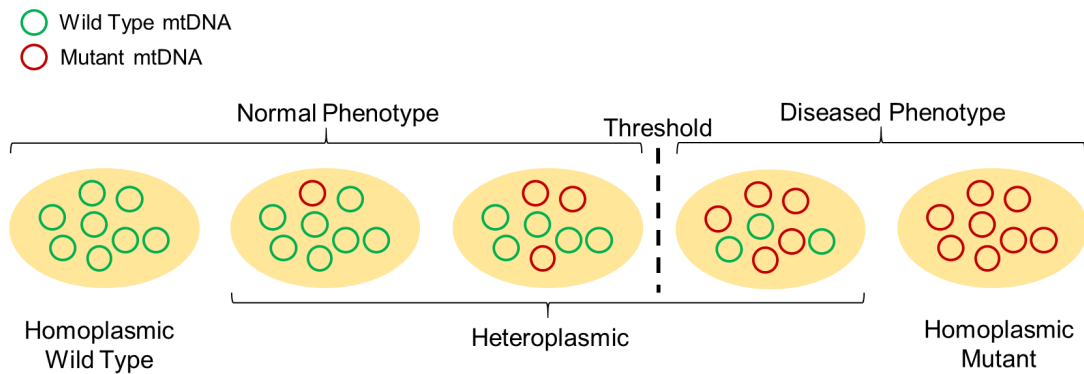 Wild Type mtDNA
Mutant mtDNA
Normal Phenotype
Threshold
Diseased Phenotype
Homoplasmic
Wild Type
Heteroplasmic
Homoplasmic
Mutant